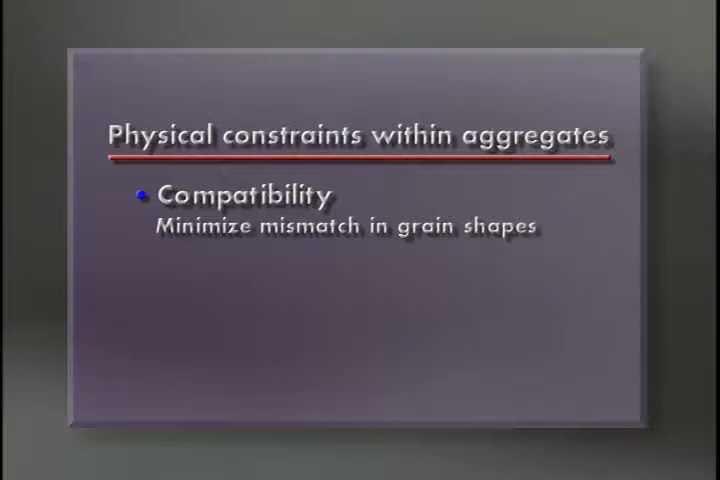 Physical constraints within aggregates
• Compatibility
Minimize mismatch in grain shapes